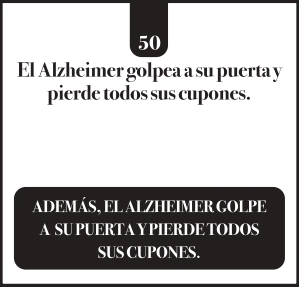 50
El Alzheimer golpea a su puerta y
pierde todos sus cupones.
ADEMÁS, EL ALZHEIMER GOLPE
A SU PUERTA Y PIERDE TODOS
SUS CUPONES.